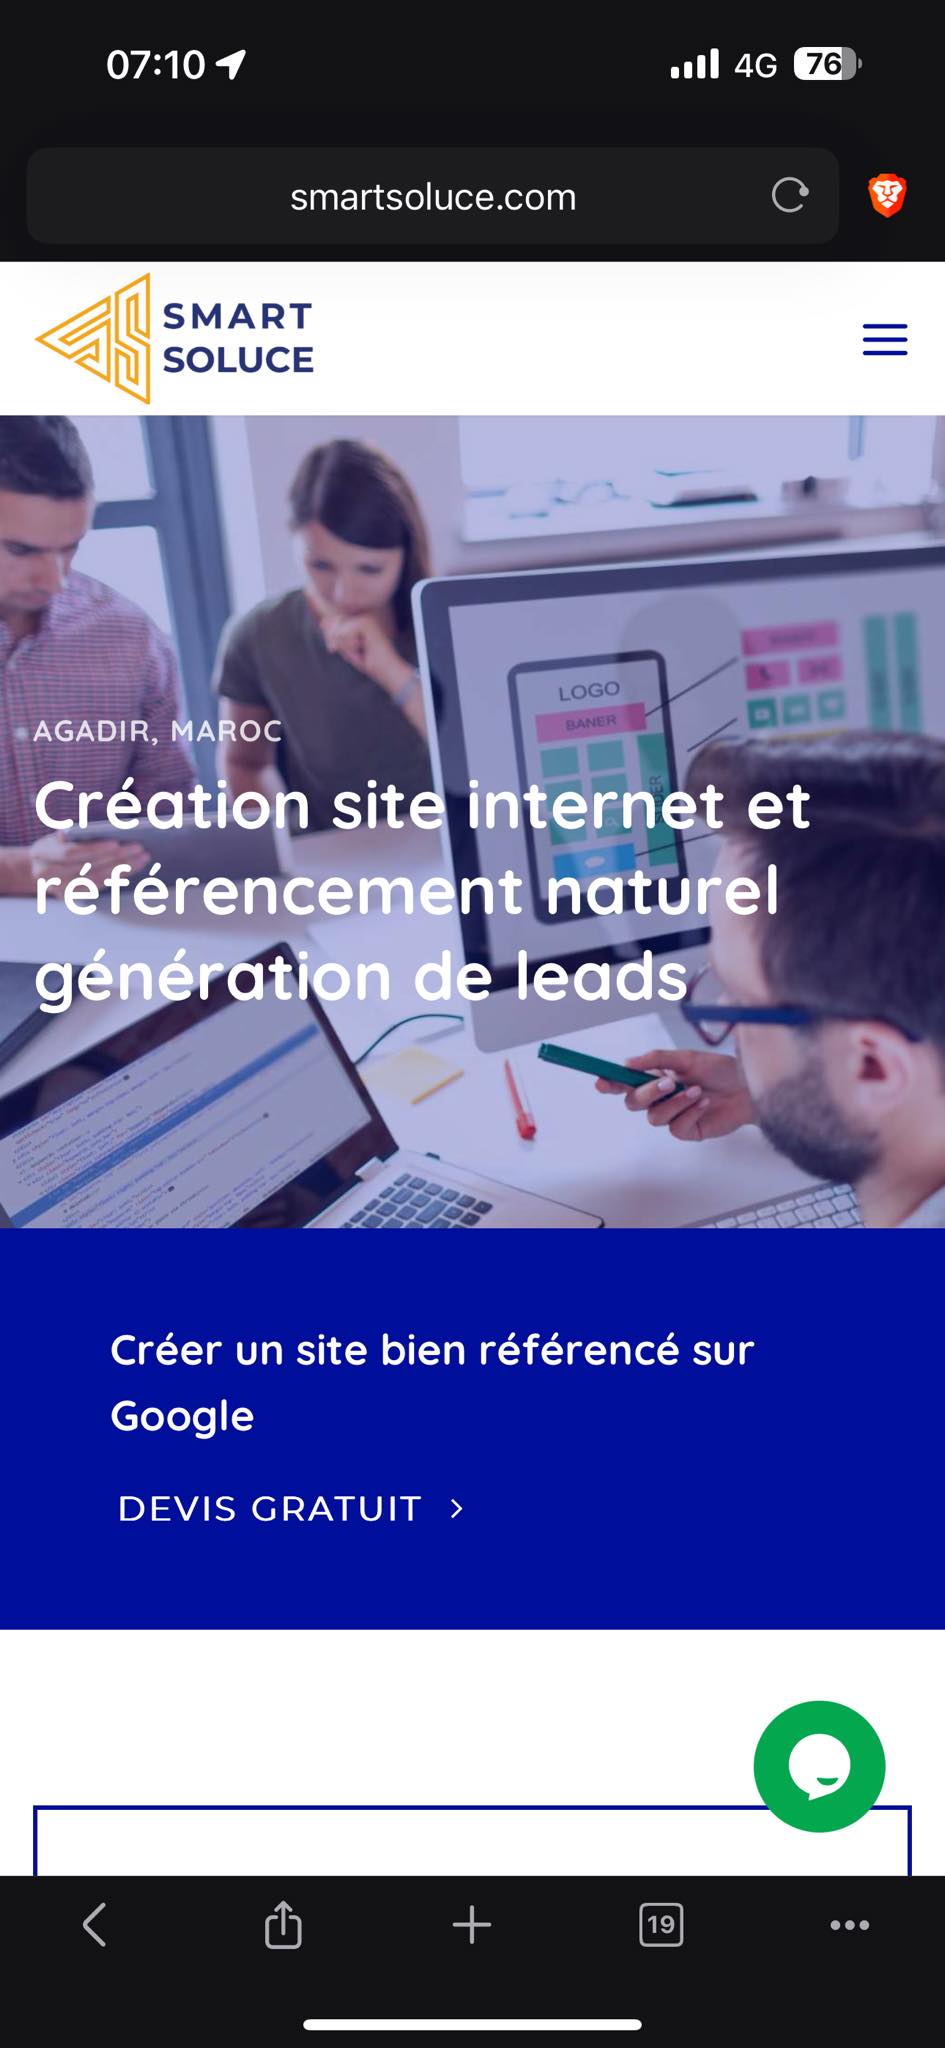 07:10
4G
76
smartsoluce.com
SMART
SOLUCE
LOGO
BANER
AGADIR, MAROC
Création site internet et
référencement naturel
génération de leads
Créer un site bien référencé sur
Google
DEVIS GRATUIT
19